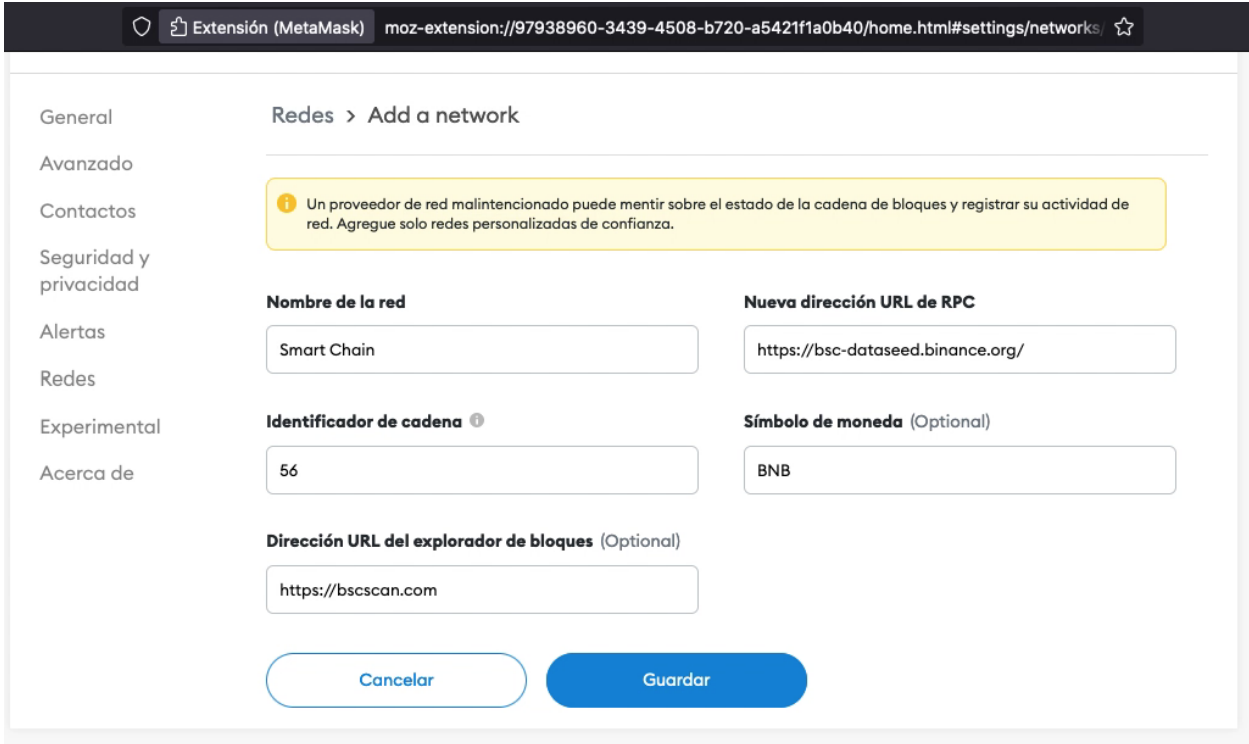 Extensión (MetaMask) moz-extension://97938960-3439-4508-b720-a5421f1a0b40/home.html#settings/networks/
General
Avanzado
Contactos
Seguridad y
privacidad
Alertas
Redes
Experimental
Acerca de
Redes > Add a network
Un proveedor de red malintencionado puede mentir sobre el estado de la cadena de bloques y registrar su actividad de
red. Agregue solo redes personalizadas de confianza.
Nombre de la red
Smart Chain
Nueva dirección URL de RPC
https://bsc-dataseed.binance.org/
Identificador de cadena
56
Símbolo de moneda (Optional)
BNB
Dirección URL del explorador de bloques (Optional)
https://bscscan.com
Cancelar
Guardar